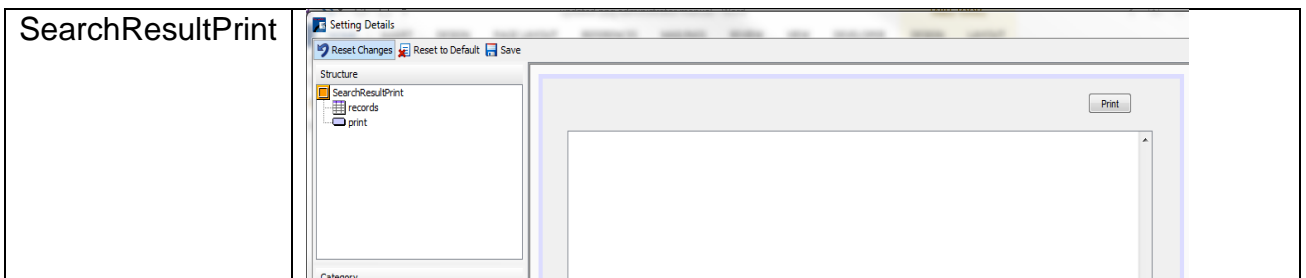 SearchResultPrint
Setting Details
Reset Changes Reset to Default Save
Structure
SearchResultPrint
records
print
Print
Category